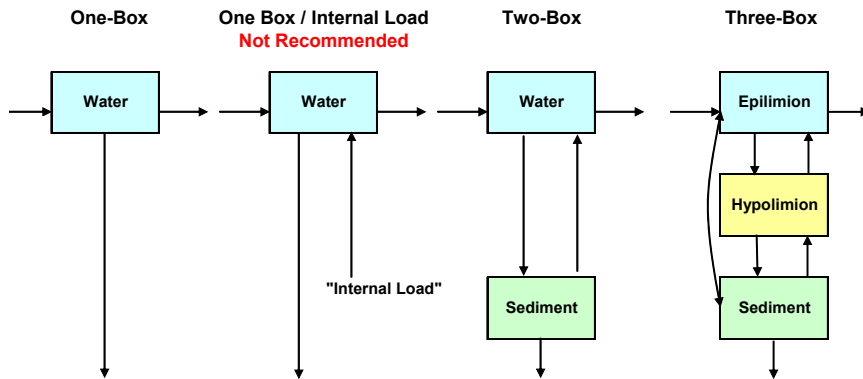 One-Box
One Box / Internal Load
Not Recommended
Two-Box
Three-Box
Water
Water
Water
Epilimion
Hypolimion
"Internal Load"
Sediment
Sediment